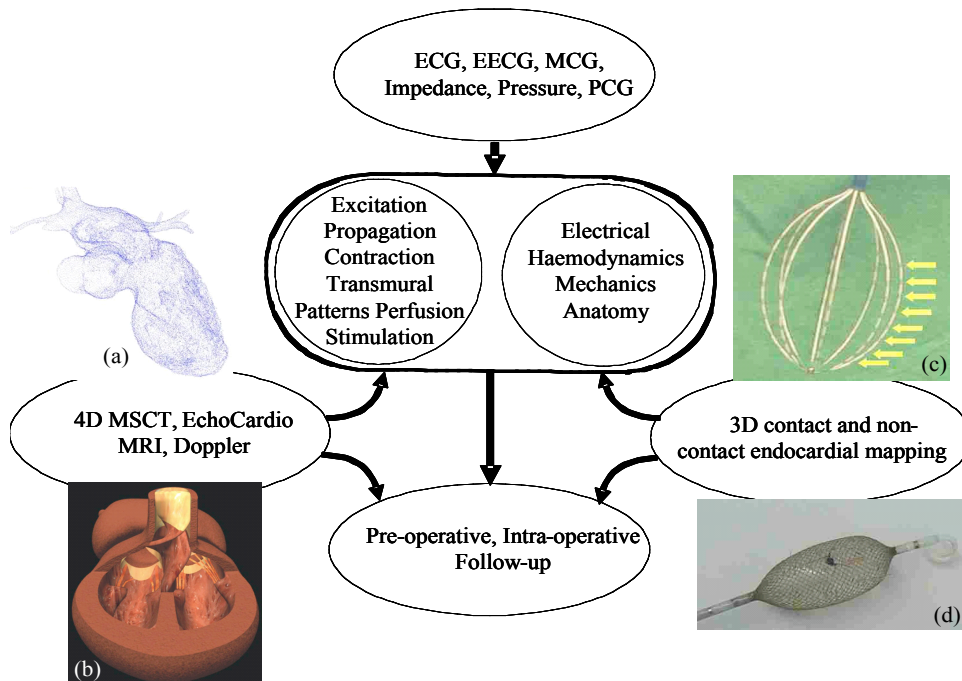 ECG, EECG, MCG,
Impedance, Pressure, PCG
Excitation
Propagation
Contraction
Transmural
Patterns Perfusion
Stimulation
Electrical
Haemodynamics
Mechanics
Anatomy
(a)
(c)
4D MSCT, EchoCardio
MRI, Doppler
3D contact and non-
contact endocardial mapping
Pre-operative, Intra-operative
Follow-up
(b)
(d)